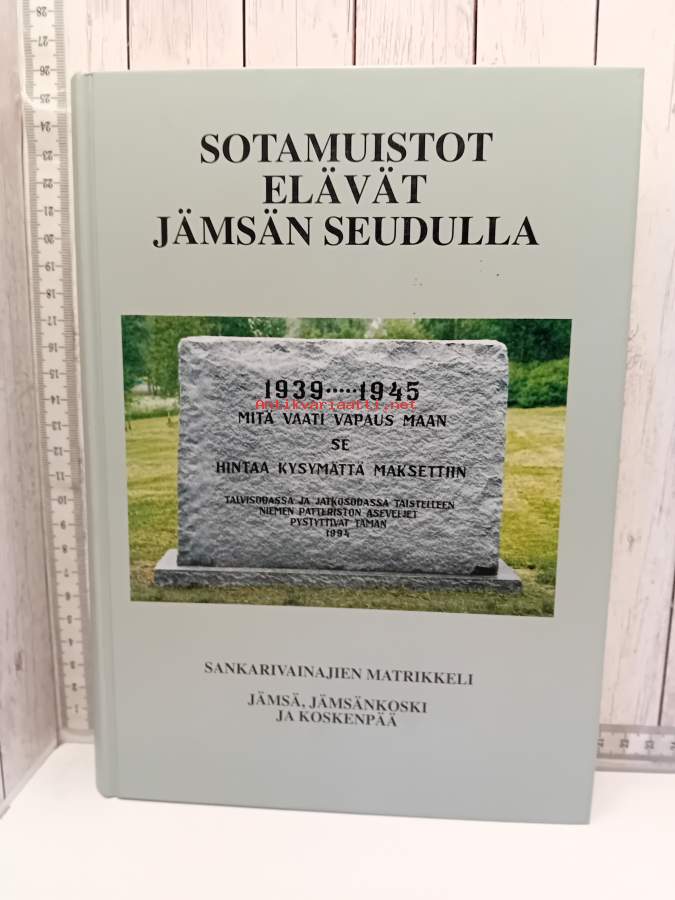 SOTAMUISTOT
ELÄVÄT
JÄMSÄN SEUDULLA
1939·····1945
Antikvariaatti.net
MITÄ VAATI VAPAUS MAAN
SE
HINTAA KYSYMÄTTÄ MAKSETTIIN
TALVISODASSA JA JATKOSODASSA TAISTELLEEN
NIEMEN PATTERISTON ASEVELJET
PYSTYTTIVÄT TÄMÄN
1994
SANKARIVAINAJIEN MATRIKKELI
JÄMSÄ, JÄMSÄNKOSKI
JA KOSKENPÄÄ